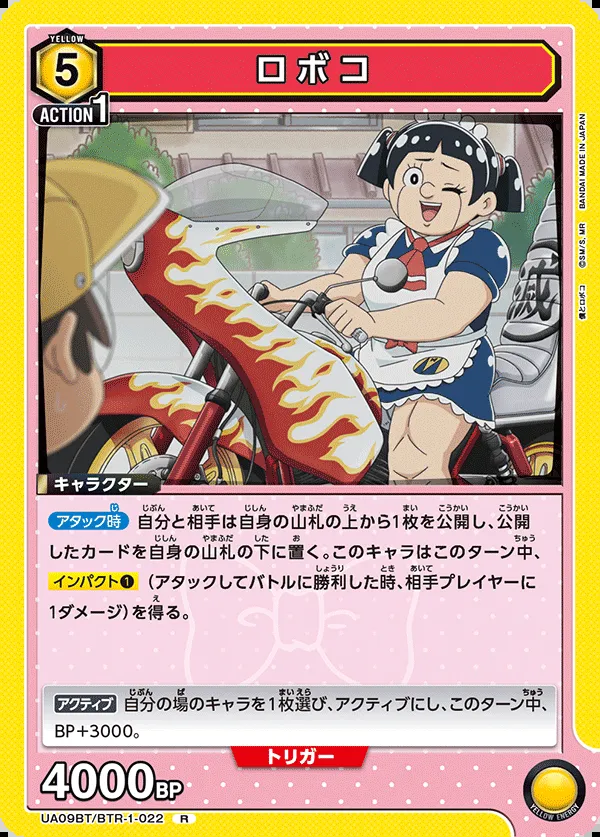 YELLOW
5
ロボコ
ACTION 1
滅
BANDAI MADE IN JAPAN
©SM/S, MR
僕とロボコ
キャラクター
アタック時 自分と相手は自身の山札の上から1枚を公開し、公開
したカードを自身の山札の下に置く。このキャラはこのターン中、
インパクト❶（アタックしてバトルに勝利した時、相手プレイヤーに
1ダメージ）を得る。
アクティブ 自分の場のキャラを1枚選び、アクティブにし、このターン中、
BP+3000。
トリガー
4000BP
UA09BT/BTR-1-022 R
YELLOW ENERGY